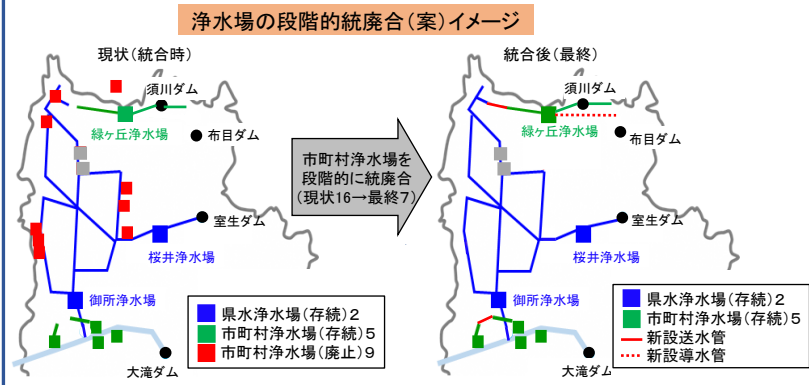 浄水場の段階的統廃合(案)イメージ
現状(統合時)
須川ダム
緑ヶ丘浄水場
布目ダム
室生ダム
桜井浄水場
御所浄水場
大滝ダム
県水浄水場(存続)2
市町村浄水場(存続)5
市町村浄水場(廃止)9
市町村浄水場を
段階的に統廃合
(現状16→最終7)
統合後(最終)
須川ダム
緑ヶ丘浄水場
布目ダム
室生ダム
桜井浄水場
御所浄水場
大滝ダム
県水浄水場(存続)2
市町村浄水場(存続)5
新設送水管
新設導水管